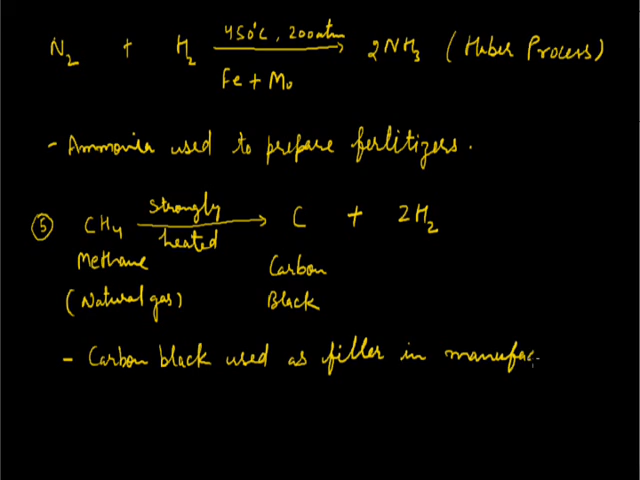 450°C, 200atm
N₂ + H₂ → 2NH₃ (Haber Process)
Fe + Mo
- Ammonia used to prepare ferlitizers.
strongly
⑤ CH₄ → C + 2H₂
heated
Methane Carbon
(Natural gas) Black
- Carbon black used as filler in manufac